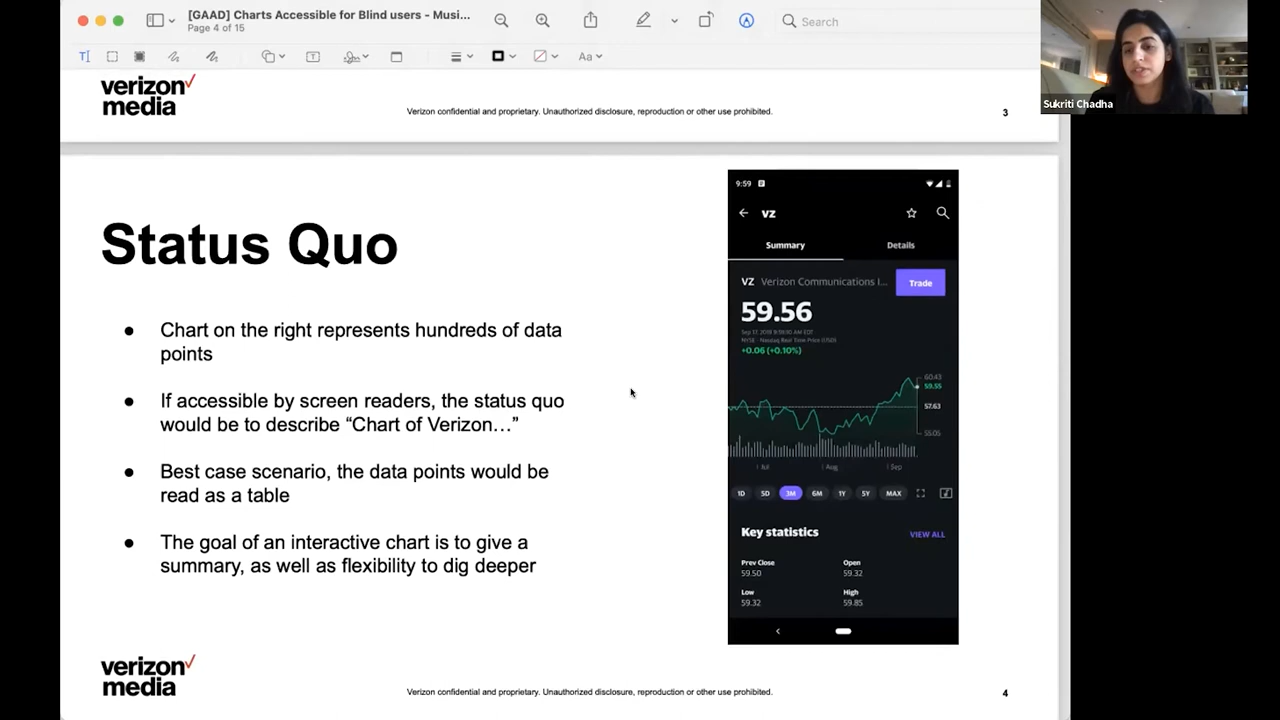 [GAAD] Charts Accessible for Blind users - Musi...
Page 4 of 15
Search
Aa
Sukriti Chadha
verizon
media
Verizon confidential and proprietary. Unauthorized disclosure, reproduction or other use prohibited.
3
Status Quo
● Chart on the right represents hundreds of data
points
● If accessible by screen readers, the status quo
would be to describe “Chart of Verizon…”
● Best case scenario, the data points would be
read as a table
● The goal of an interactive chart is to give a
summary, as well as flexibility to dig deeper
9:59
VZ
Summary Details
VZ Verizon Communications I...
Trade
59.56
+0.06 (+0.10%)
60.43
59.55
57.63
55.05
Jul Aug Sep
1D 5D 3M 6M 1Y 5Y MAX
Key statistics VIEW ALL
Prev Close Open
59.50 59.32
Low High
59.32 59.85
verizon
media
Verizon confidential and proprietary. Unauthorized disclosure, reproduction or other use prohibited.
4